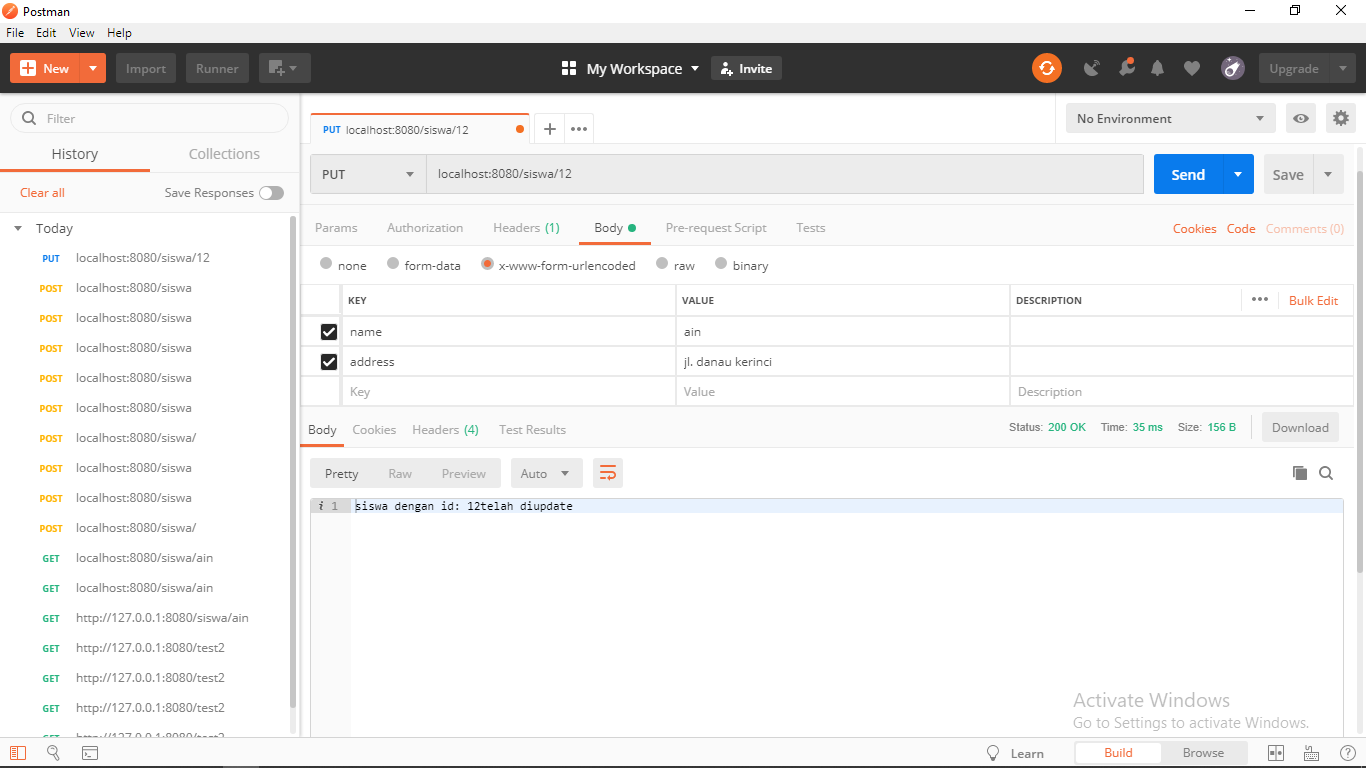 Postman
File Edit View Help
New Import Runner My Workspace Invite Upgrade
Filter
History Collections
Clear all Save Responses
Today
PUT localhost:8080/siswa/12
POST localhost:8080/siswa
POST localhost:8080/siswa
POST localhost:8080/siswa
POST localhost:8080/siswa
POST localhost:8080/siswa
POST localhost:8080/siswa/
POST localhost:8080/siswa
POST localhost:8080/siswa
POST localhost:8080/siswa/
GET localhost:8080/siswa/ain
GET localhost:8080/siswa/ain
GET http://127.0.0.1:8080/siswa/ain
GET http://127.0.0.1:8080/test2
GET http://127.0.0.1:8080/test2
GET http://127.0.0.1:8080/test2
GET http://127.0.0.1:8080/test2
PUT localhost:8080/siswa/12
No Environment
PUT localhost:8080/siswa/12 Send Save
Params Authorization Headers (1) Body Pre-request Script Tests Cookies Code Comments (0)
none form-data x-www-form-urlencoded raw binary
KEY VALUE DESCRIPTION Bulk Edit
name ain
address jl. danau kerinci
Key Value Description
Body Cookies Headers (4) Test Results Status: 200 OK Time: 35 ms Size: 156 B Download
Pretty Raw Preview Auto
i 1 siswa dengan id: 12telah diupdate
Activate Windows
Go to Settings to activate Windows.
Learn Build Browse